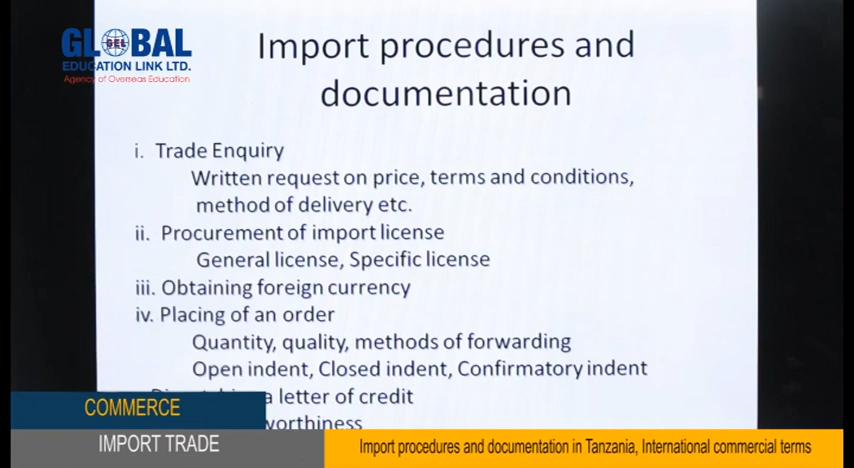 GLOBAL
GEL
EDUCATION LINK LTD.
Agency of Overseas Education
Import procedures and
documentation
i. Trade Enquiry
Written request on price, terms and conditions,
method of delivery etc.
ii. Procurement of import license
General license, Specific license
iii. Obtaining foreign currency
iv. Placing of an order
Quantity, quality, methods of forwarding
Open indent, Closed indent, Confirmatory indent
a letter of credit
worthiness
COMMERCE
IMPORT TRADE
Import procedures and documentation in Tanzania, International commercial terms